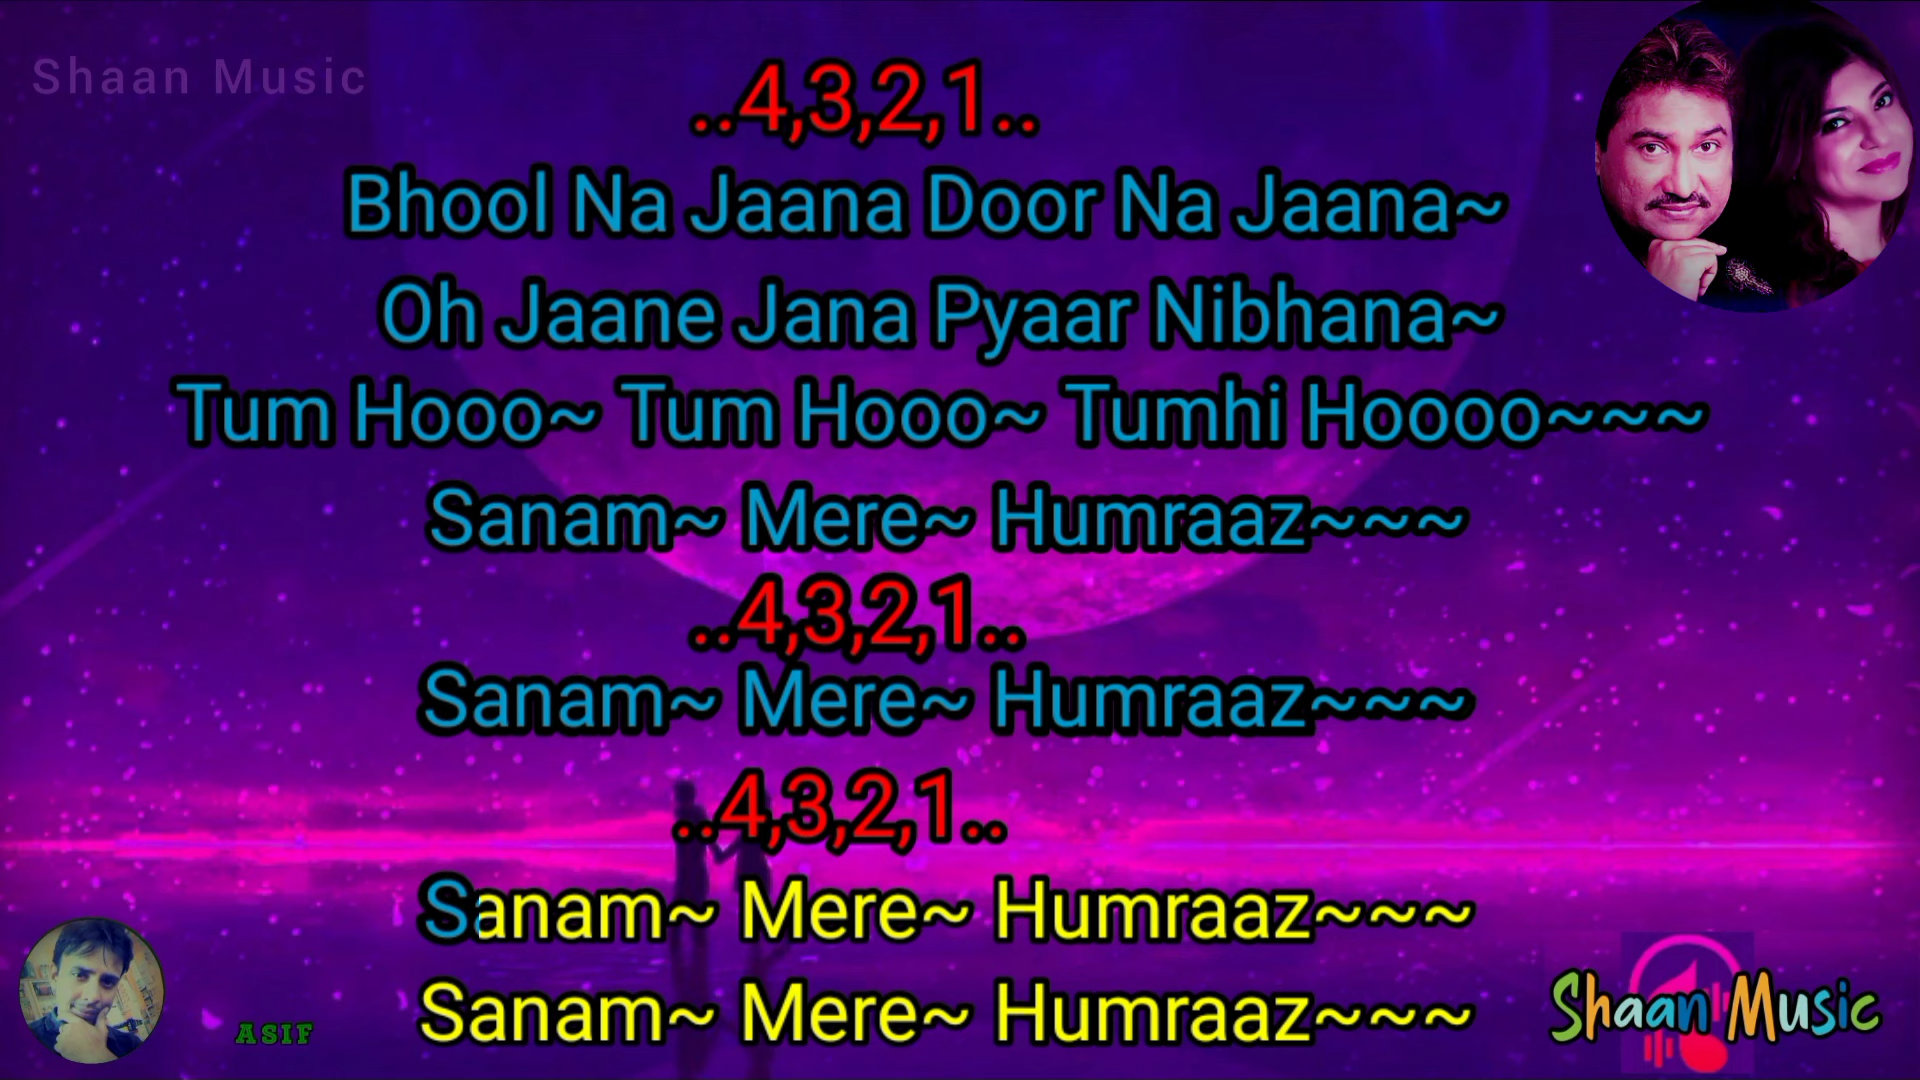 Shaan Music
..4,3,2,1..
Bhool Na Jaana Door Na Jaana~
Oh Jaane Jana Pyaar Nibhana~
Tum Hooo~ Tum Hooo~ Tumhi Hoooo~~~
Sanam~ Mere~ Humraaz~~~
..4,3,2,1..
Sanam~ Mere~ Humraaz~~~
..4,3,2,1..
Sanam~ Mere~ Humraaz~~~
Sanam~ Mere~ Humraaz~~~
ASIF
Shaan Music